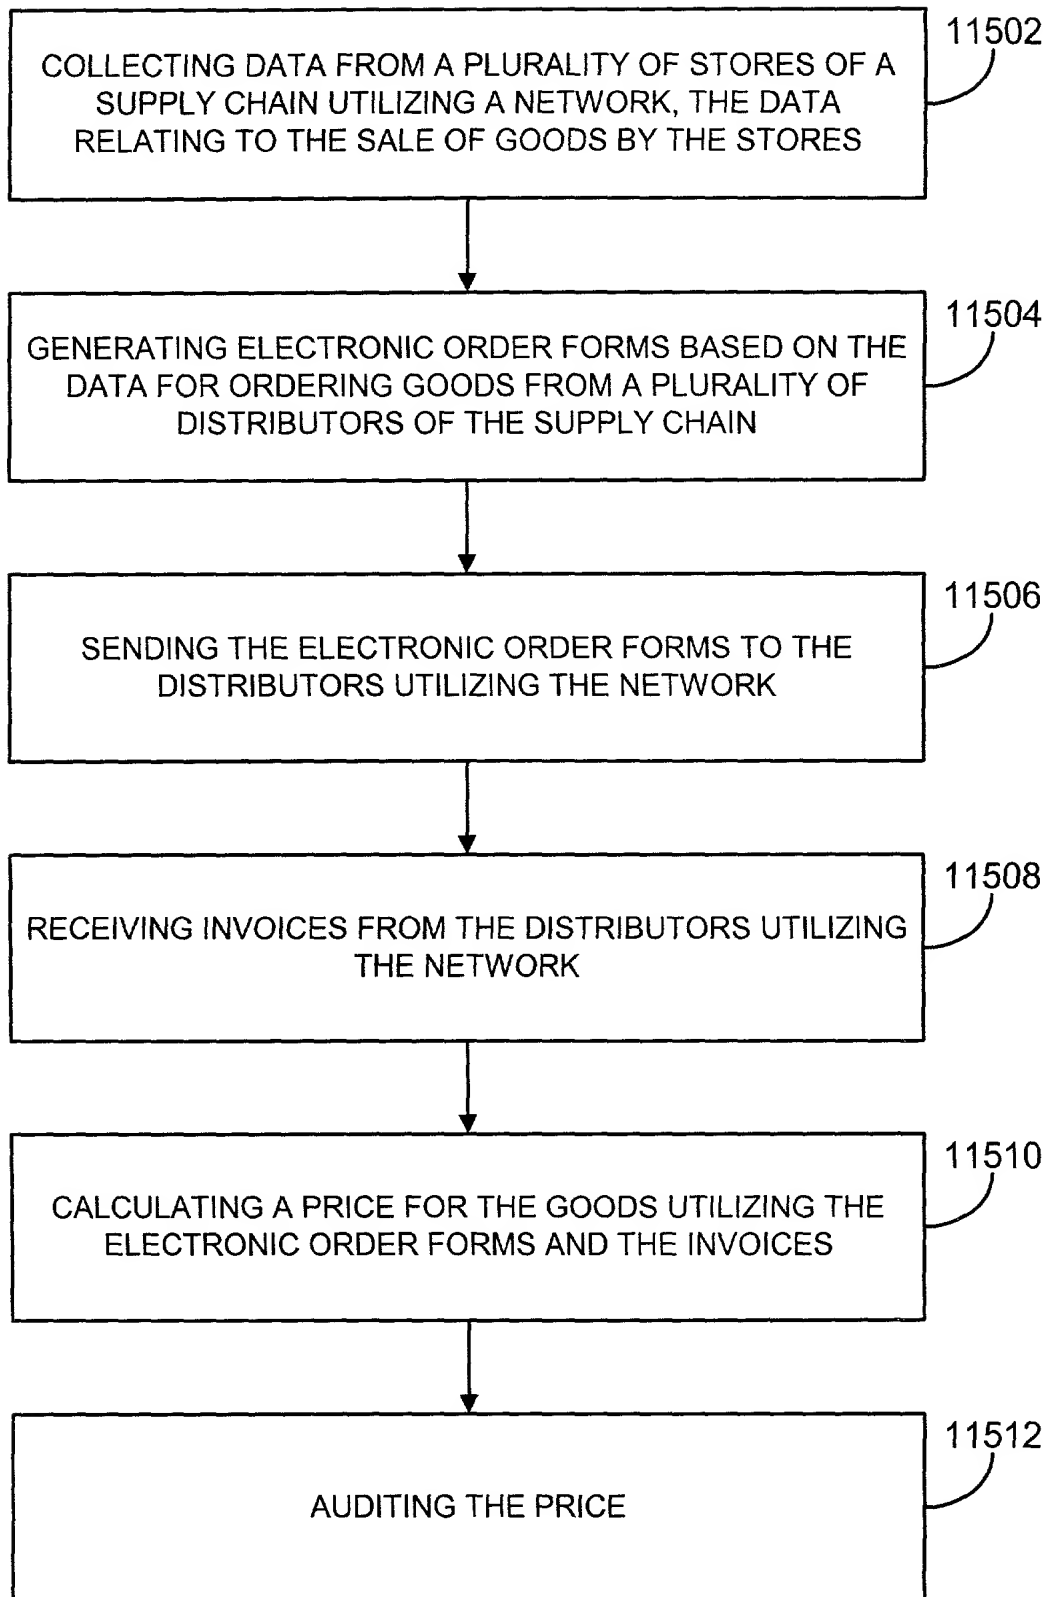 11502
COLLECTING DATA FROM A PLURALITY OF STORES OF A
SUPPLY CHAIN UTILIZING A NETWORK, THE DATA
RELATING TO THE SALE OF GOODS BY THE STORES
11504
GENERATING ELECTRONIC ORDER FORMS BASED ON THE
DATA FOR ORDERING GOODS FROM A PLURALITY OF
DISTRIBUTORS OF THE SUPPLY CHAIN
11506
SENDING THE ELECTRONIC ORDER FORMS TO THE
DISTRIBUTORS UTILIZING THE NETWORK
11508
RECEIVING INVOICES FROM THE DISTRIBUTORS UTILIZING
THE NETWORK
11510
CALCULATING A PRICE FOR THE GOODS UTILIZING THE
ELECTRONIC ORDER FORMS AND THE INVOICES
11512
AUDITING THE PRICE